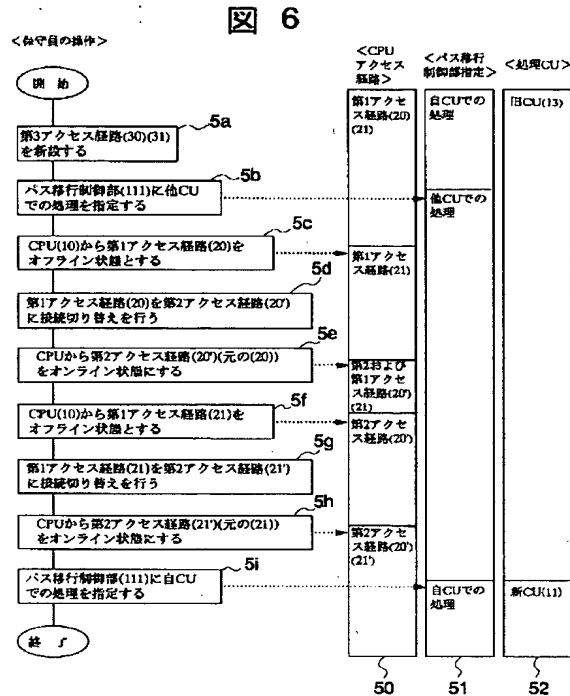 図 6
<保守員の操作>
<CPU
アクセス
経路>
<パス移行
制御部指定>
<処理CU>
開 始
5a
第3アクセス経路(30)(31)
を新設する
5b
パス移行制御部(111)に他CU
での処理を指定する
5c
CPU(10)から第1アクセス経路(20)を
オフライン状態とする
5d
第1アクセス経路(20)を第2アクセス経路(20')
に接続切り替えを行う
5e
CPUから第2アクセス経路(20')(元の(20))
をオンライン状態にする
5f
CPU(10)から第1アクセス経路(21)を
オフライン状態とする
5g
第1アクセス経路(21)を第2アクセス経路(21')
に接続切り替えを行う
5h
CPUから第2アクセス経路(21')(元の(21))
をオンライン状態にする
5i
パス移行制御部(111)に自CU
での処理を指定する
終 了
第1アクセ
ス経路(20)
(21)
第1アクセ
ス経路(21)
第2および
第1アクセ
ス経路(20')
(21)
第2アクセ
ス経路(20')
第2アクセ
ス経路(20')
(21')
50
自CUでの
処理
他CUでの
処理
自CUでの
処理
51
旧CU(13)
新CU(11)
52